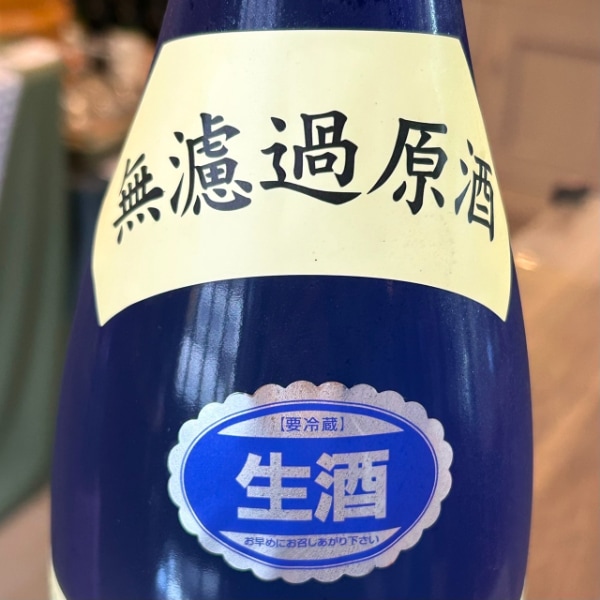 無濾過原酒
【要冷蔵】
生酒
お早めにお召しあがり下さい